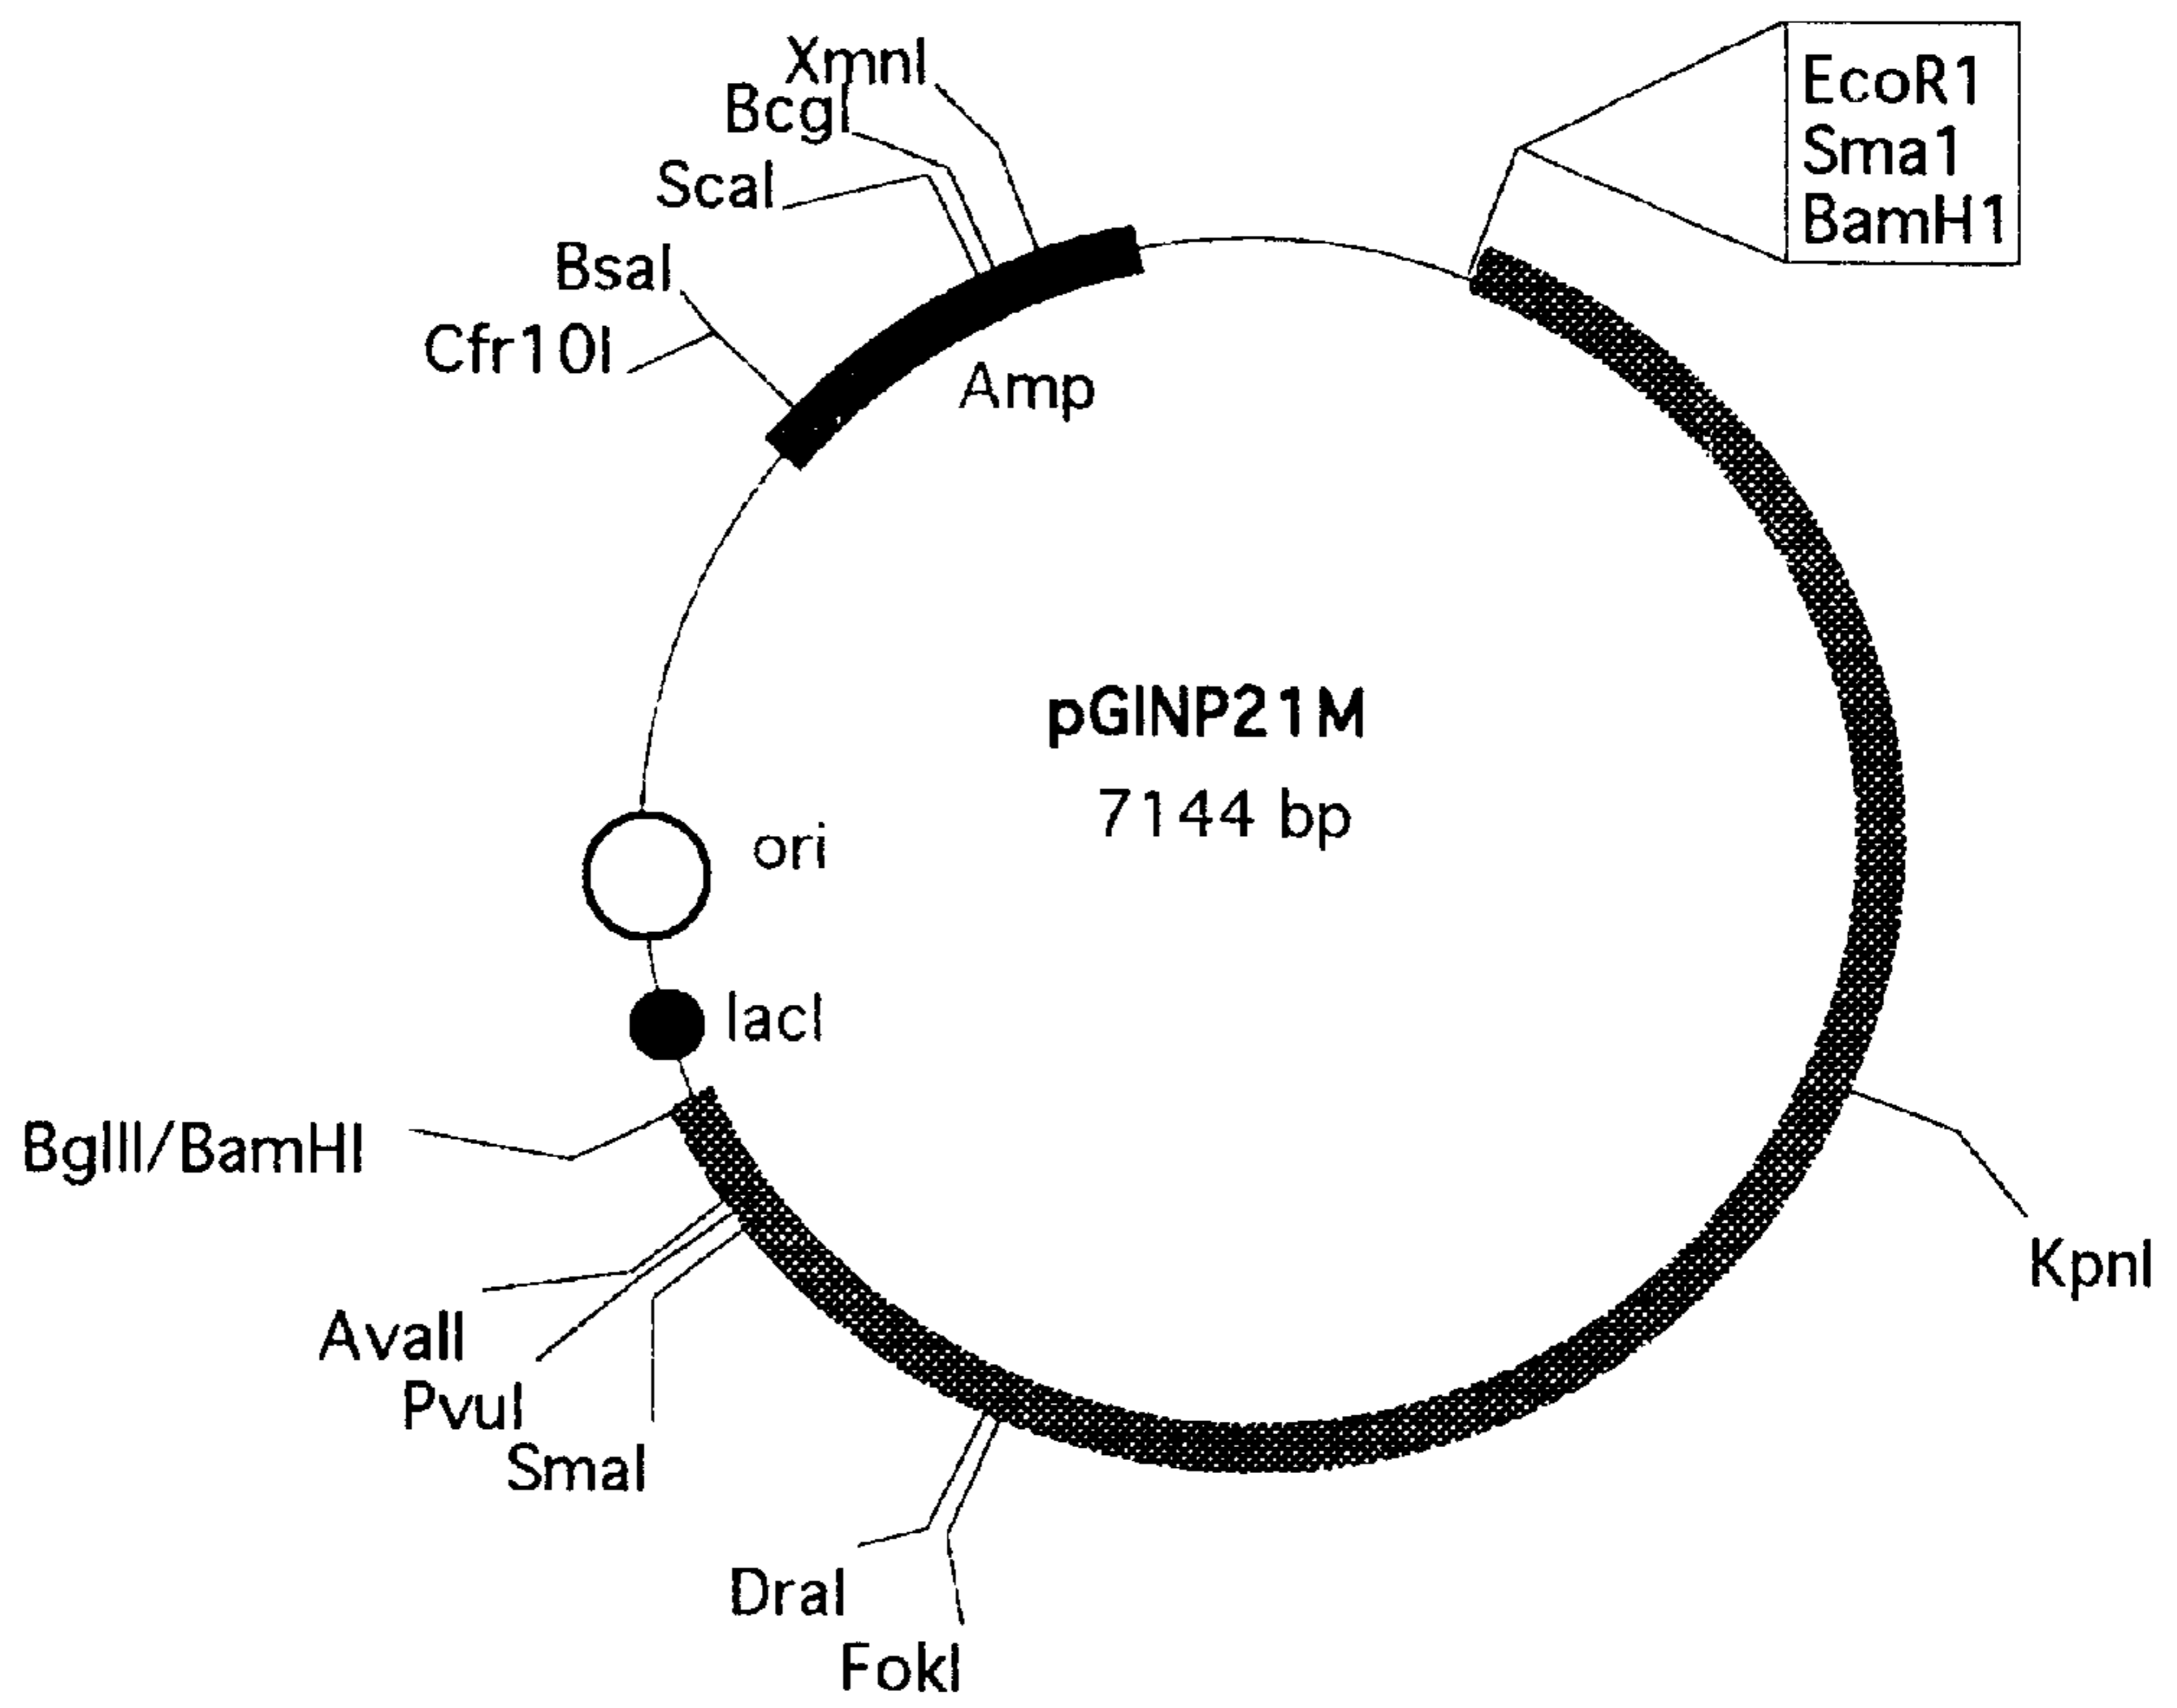 XmnI
BcgI
ScaI
BsaI
Cfr10I
Amp
EcoR1
Sma1
BamH1
pGINP21M
7144 bp
ori
lacI
BglII/BamHI
AvaII
PvuI
SmaI
DraI
FokI
KpnI